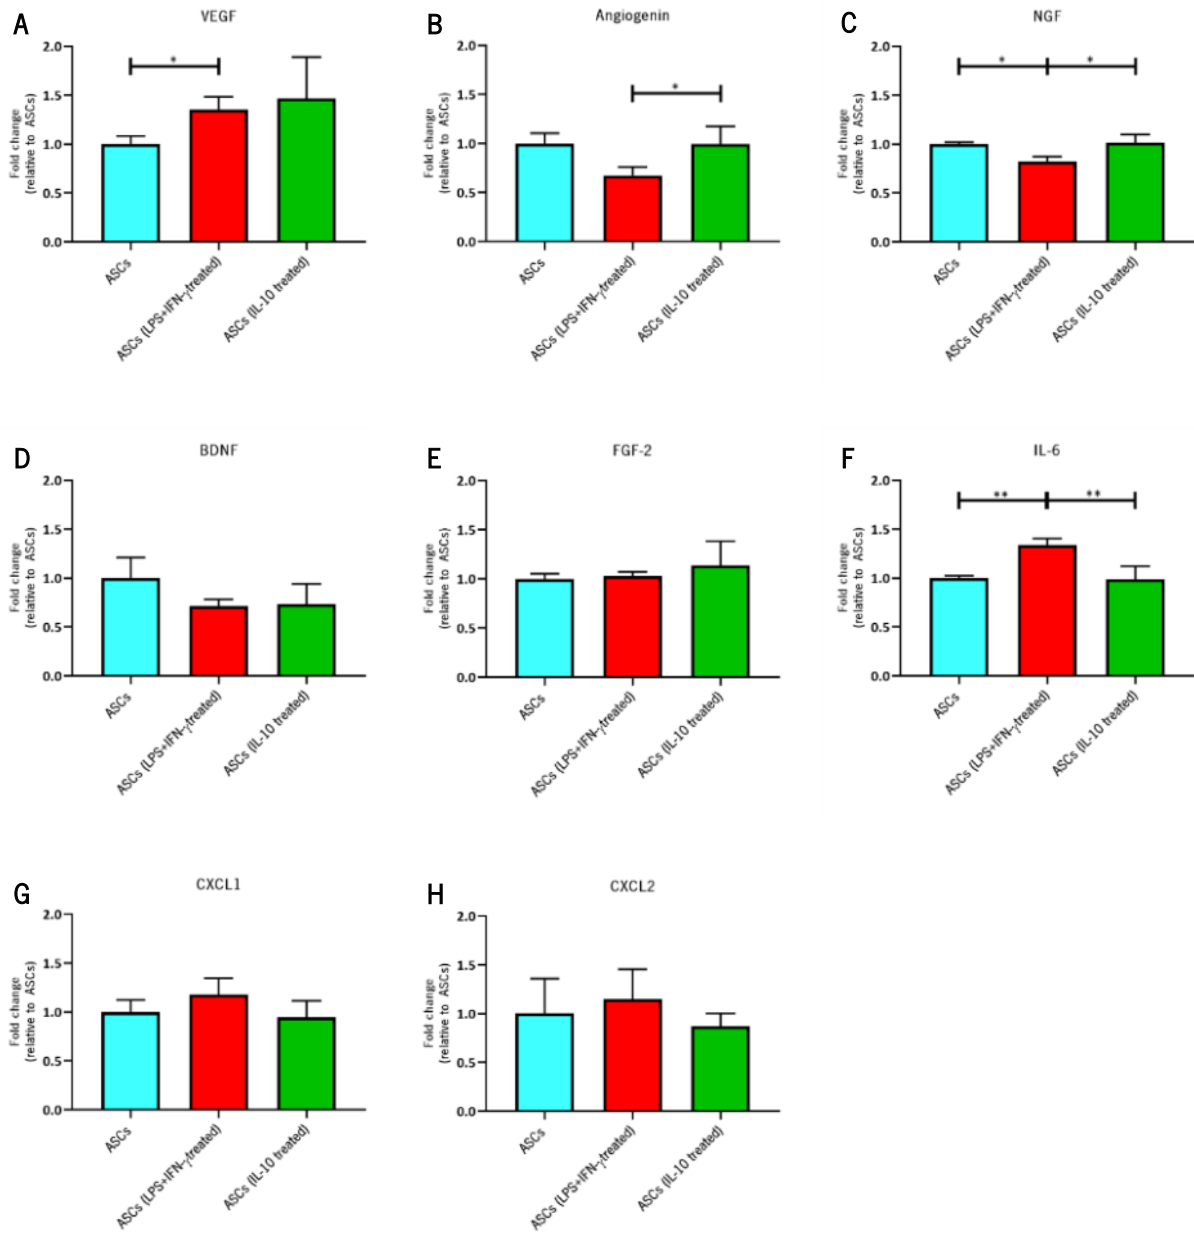 A
VEGF
Fold change
(relative to ASCs)
2.0
1.5
1.0
0.5
0.0
*
ASCs
ASCs (LPS+IFN-γtreated)
ASCs (IL-10 treated)
B
Angiogenin
Fold change
(relative to ASCs)
2.0
1.5
1.0
0.5
0.0
*
ASCs
ASCs (LPS+IFN-γtreated)
ASCs (IL-10 treated)
C
NGF
Fold change
(relative to ASCs)
2.0
1.5
1.0
0.5
0.0
*
*
ASCs
ASCs (LPS+IFN-γtreated)
ASCs (IL-10 treated)
D
BDNF
Fold change
(relative to ASCs)
2.0
1.5
1.0
0.5
0.0
ASCs
ASCs (LPS+IFN-γtreated)
ASCs (IL-10 treated)
E
FGF-2
Fold change
(relative to ASCs)
2.0
1.5
1.0
0.5
0.0
ASCs
ASCs (LPS+IFN-γtreated)
ASCs (IL-10 treated)
F
IL-6
Fold change
(relative to ASCs)
2.0
1.5
1.0
0.5
0.0
**
**
ASCs
ASCs (LPS+IFN-γtreated)
ASCs (IL-10 treated)
G
CXCL1
Fold change
(relative to ASCs)
2.0
1.5
1.0
0.5
0.0
ASCs
ASCs (LPS+IFN-γtreated)
ASCs (IL-10 treated)
H
CXCL2
Fold change
(relative to ASCs)
2.0
1.5
1.0
0.5
0.0
ASCs
ASCs (LPS+IFN-γtreated)
ASCs (IL-10 treated)